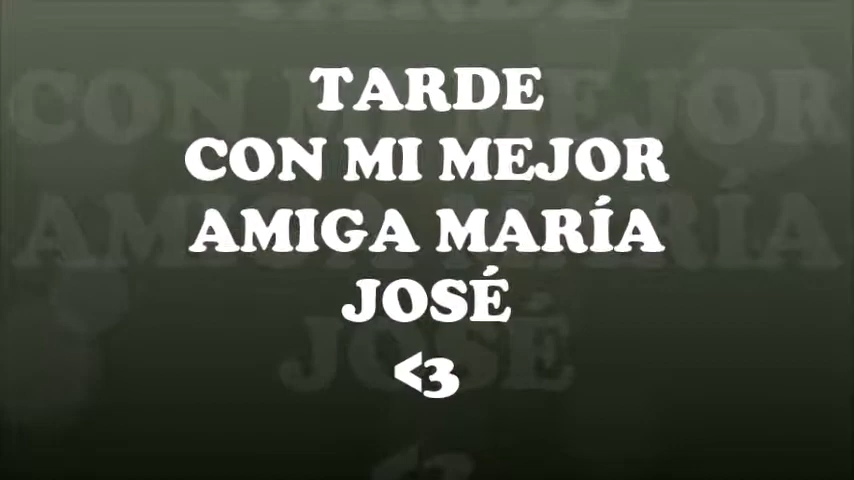 TARDE
CON MI MEJOR
AMIGA MARÍA
JOSÉ
<3